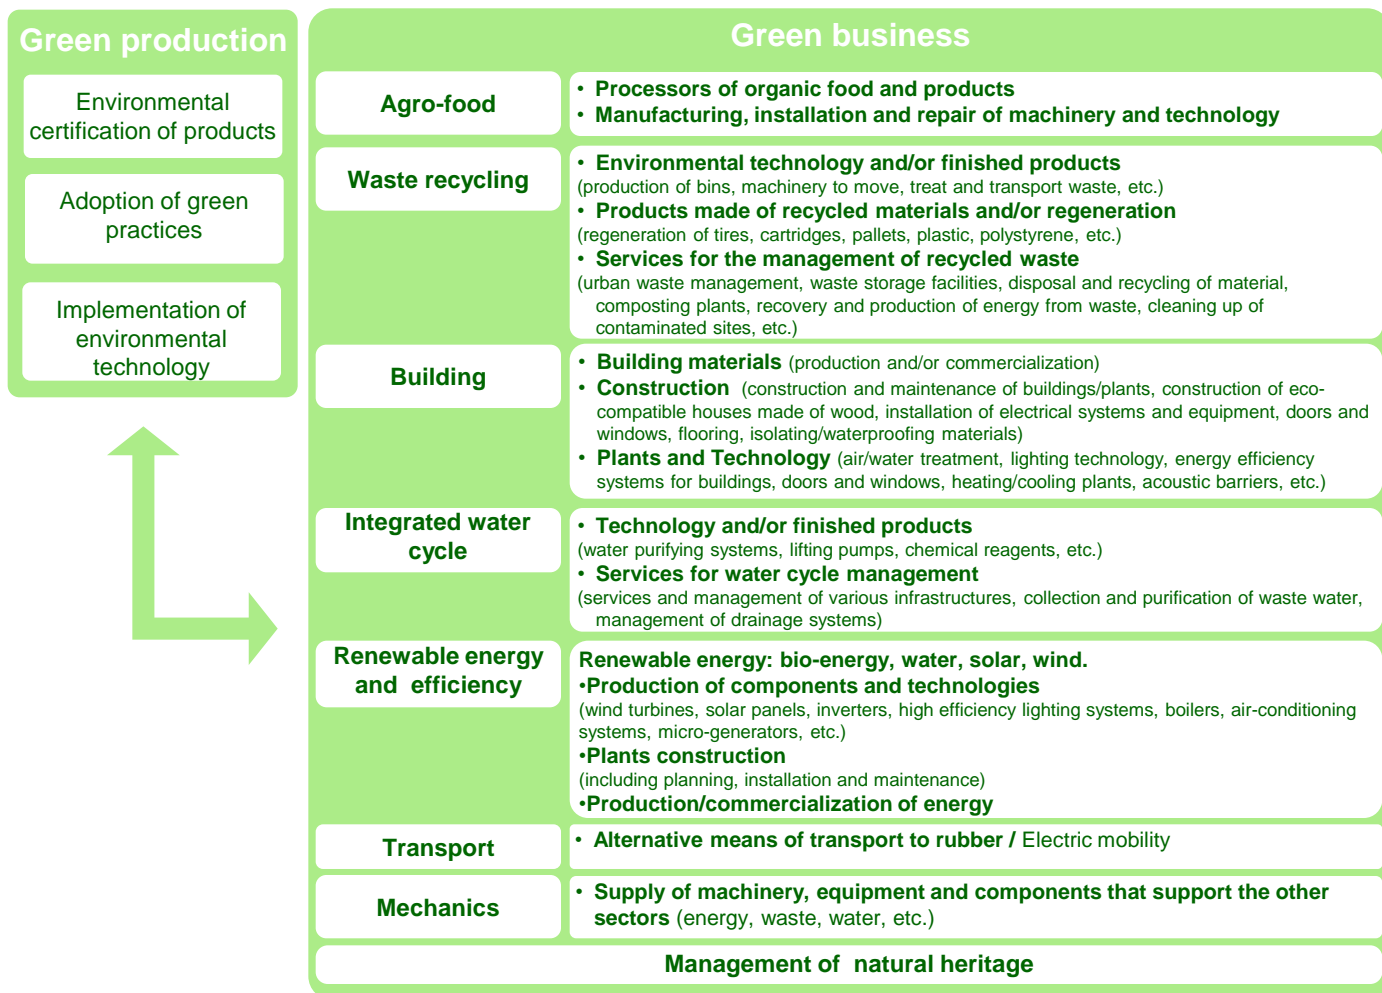 Green production
Environmental
certification of products
Adoption of green
practices
Implementation of
environmental
technology
Green business
Agro-food
• Processors of organic food and products
• Manufacturing, installation and repair of machinery and technology
Waste recycling
• Environmental technology and/or finished products
(production of bins, machinery to move, treat and transport waste, etc.)
• Products made of recycled materials and/or regeneration
(regeneration of tires, cartridges, pallets, plastic, polystyrene, etc.)
• Services for the management of recycled waste
(urban waste management, waste storage facilities, disposal and recycling of material,
composting plants, recovery and production of energy from waste, cleaning up of
contaminated sites, etc.)
Building
• Building materials (production and/or commercialization)
• Construction (construction and maintenance of buildings/plants, construction of eco-
compatible houses made of wood, installation of electrical systems and equipment, doors and
windows, flooring, isolating/waterproofing materials)
• Plants and Technology (air/water treatment, lighting technology, energy efficiency
systems for buildings, doors and windows, heating/cooling plants, acoustic barriers, etc.)
Integrated water
cycle
• Technology and/or finished products
(water purifying systems, lifting pumps, chemical reagents, etc.)
• Services for water cycle management
(services and management of various infrastructures, collection and purification of waste water,
management of drainage systems)
Renewable energy
and efficiency
Renewable energy: bio-energy, water, solar, wind.
•Production of components and technologies
(wind turbines, solar panels, inverters, high efficiency lighting systems, boilers, air-conditioning
systems, micro-generators, etc.)
•Plants construction
(including planning, installation and maintenance)
•Production/commercialization of energy
Transport
• Alternative means of transport to rubber / Electric mobility
Mechanics
• Supply of machinery, equipment and components that support the other
sectors (energy, waste, water, etc.)
Management of natural heritage